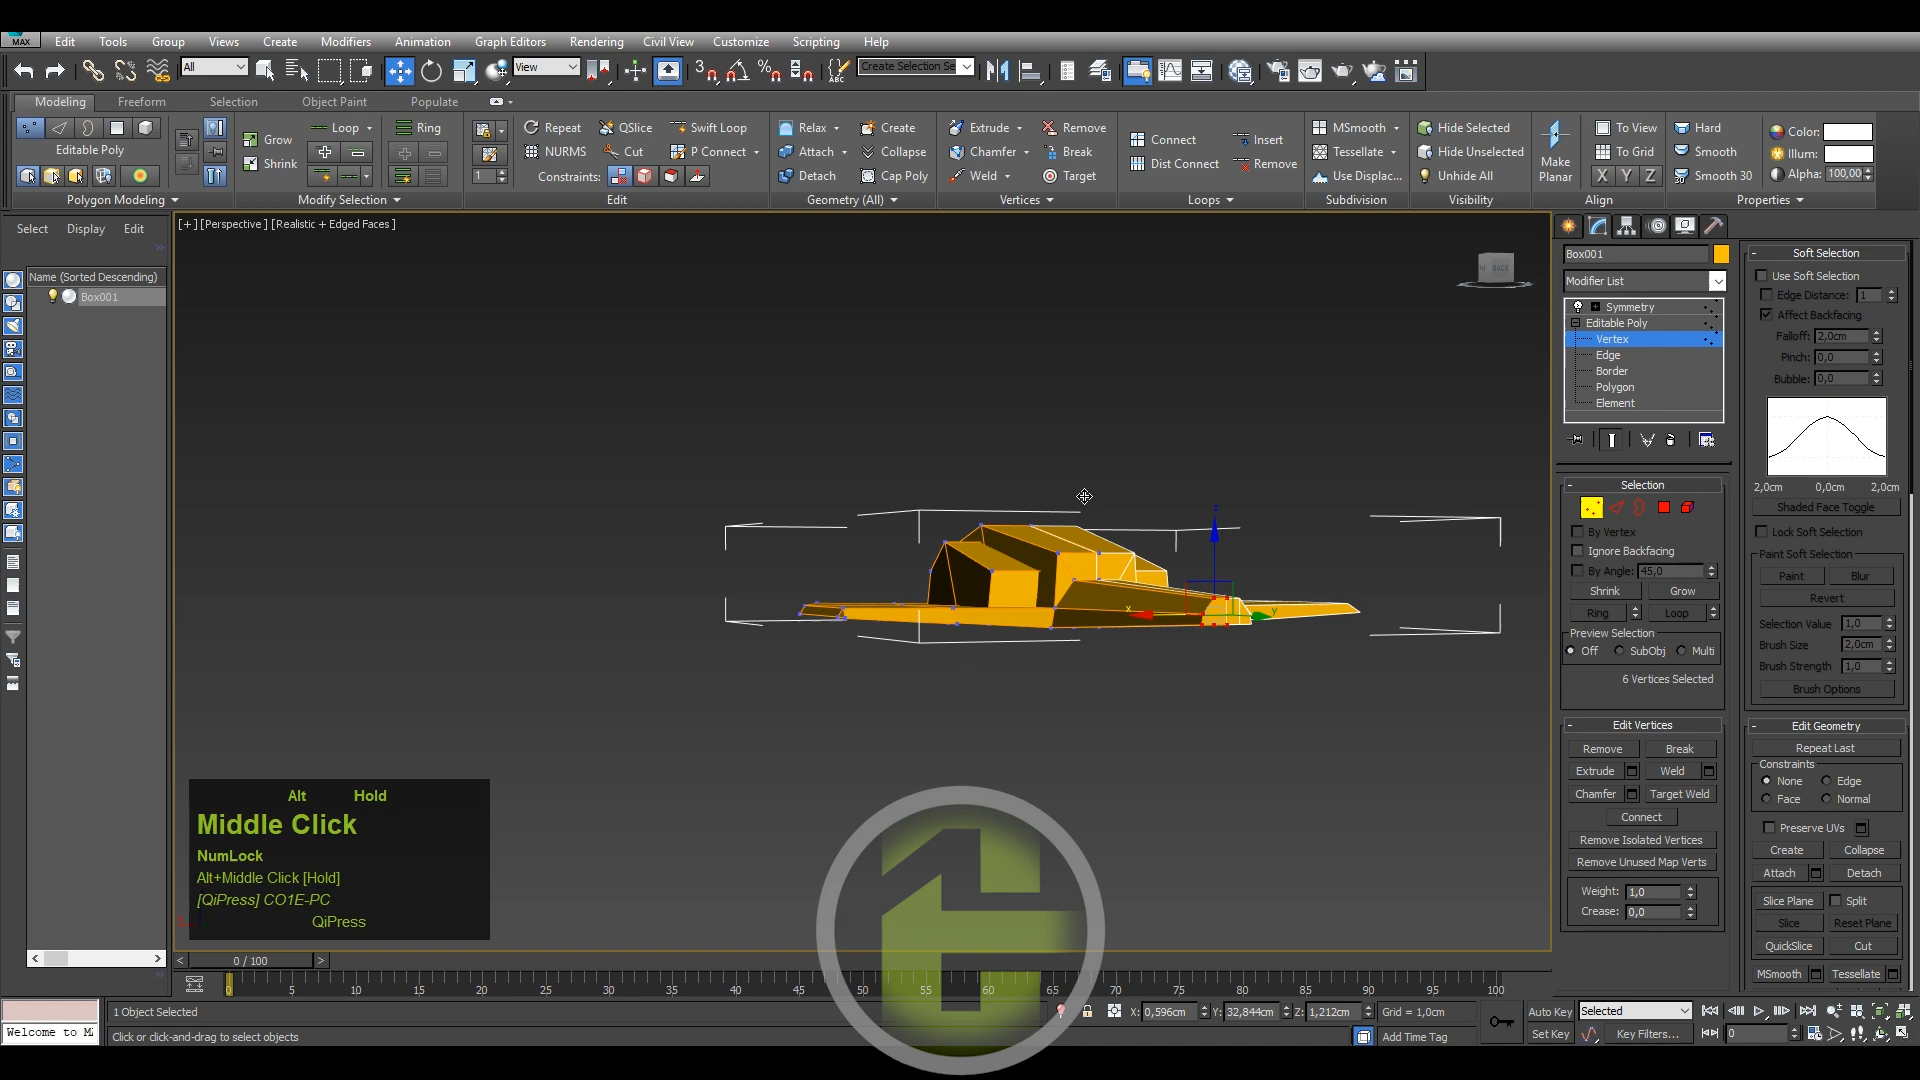 MAX Edit Tools Group Views Create Modifiers Animation Graph Editors Rendering Civil View Customize Scripting Help
All View 3 ABC Create Selection Se
Modeling Freeform Selection Object Paint Populate
Editable Poly
Polygon Modeling
Grow Loop Ring
Shrink
Modify Selection
1
Repeat QSlice Swift Loop
NURMS Cut P Connect
Constraints:
Edit
Relax Create
Attach Collapse
Detach Cap Poly
Geometry (All)
Extrude Remove
Chamfer Break
Weld Target
Vertices
Connect Insert
Dist Connect Remove
Loops
MSmooth
Tessellate
Use Displac...
Subdivision
Hide Selected
Hide Unselected
Unhide All
Visibility
Make Planar
To View
To Grid
X Y Z
Align
Hard
Smooth
Smooth 30
Color:
Illum:
Alpha: 100,00
Properties
Select Display Edit
Name (Sorted Descending)
Box001
[+] [Perspective ] [Realistic + Edged Faces ]
BACK
z
x
y
Alt Hold
Middle Click
NumLock
Alt+Middle Click [Hold]
[QiPress] CO1E-PC
QiPress
Box001
Modifier List
Symmetry
Editable Poly
Vertex
Edge
Border
Polygon
Element
Selection
By Vertex
Ignore Backfacing
By Angle: 45,0
Shrink Grow
Ring Loop
Preview Selection
Off SubObj Multi
6 Vertices Selected
Edit Vertices
Remove Break
Extrude Weld
Chamfer Target Weld
Connect
Remove Isolated Vertices
Remove Unused Map Verts
Weight: 1,0
Crease: 0,0
Soft Selection
Use Soft Selection
Edge Distance: 1
Affect Backfacing
Falloff: 2,0cm
Pinch: 0,0
Bubble: 0,0
2,0cm 0,0cm 2,0cm
Shaded Face Toggle
Lock Soft Selection
Paint Soft Selection
Paint Blur
Revert
Selection Value 1,0
Brush Size 2,0cm
Brush Strength 1,0
Brush Options
Edit Geometry
Repeat Last
Constraints
None Edge
Face Normal
Preserve UVs
Create Collapse
Attach Detach
Slice Plane Split
Slice Reset Plane
QuickSlice Cut
MSmooth Tessellate
0 / 100
0 5 10 15 20 25 30 35 40 45 50 55 60 65 70 75 80 85 90 95 100
1 Object Selected
X: 0,596cm Y: 32,844cm Z: 1,212cm Grid = 1,0cm
Auto Key Selected
Welcome to M
Click or click-and-drag to select objects
Add Time Tag
Set Key Key Filters... 0